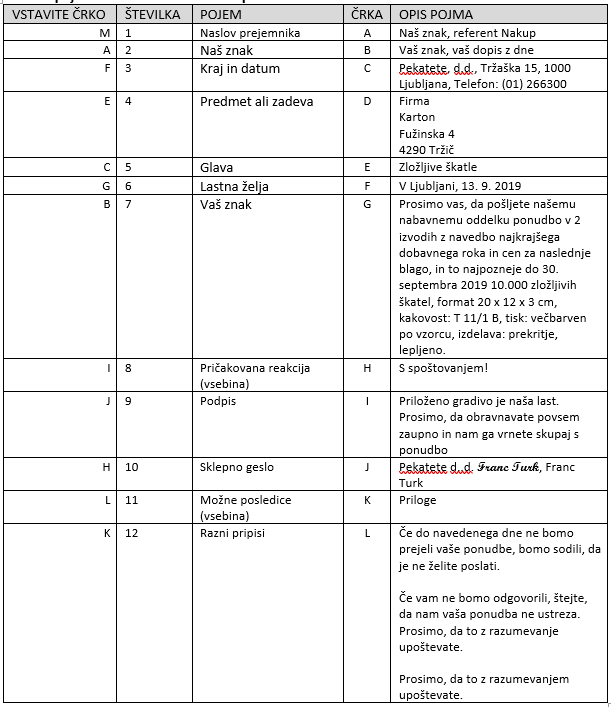 VSTAVITE ČRKO ŠTEVILKA POJEM ČRKA OPIS POJMA
M 1 Naslov prejemnika A Naš znak, referent Nakup
A 2 Naš znak B Vaš znak, vaš dopis z dne
F 3 Kraj in datum C Pekatete, d.d., Tržaška 15, 1000
Ljubljana, Telefon: (01) 266300
E 4 Predmet ali zadeva D Firma
Karton
Fužinska 4
4290 Tržič
C 5 Glava E Zložljive škatle
G 6 Lastna želja F V Ljubljani, 13. 9. 2019
B 7 Vaš znak G Prosimo vas, da pošljete našemu
nabavnemu oddelku ponudbo v 2
izvodih z navedbo najkrajšega
dobavnega roka in cen za naslednje
blago, in to najpozneje do 30.
septembra 2019 10.000 zložljivih
škatel, format 20 x 12 x 3 cm,
kakovost: T 11/1 B, tisk: večbarven
po vzorcu, izdelava: prekritje,
lepljeno.
I 8 Pričakovana reakcija H S spoštovanjem!
(vsebina)
J 9 Podpis I Priloženo gradivo je naša last.
Prosimo, da obravnavate povsem
zaupno in nam ga vrnete skupaj s
ponudbo
H 10 Sklepno geslo J Pekatete d..d. Franc Turk, Franc
Turk
L 11 Možne posledice K Priloge
(vsebina)
K 12 Razni pripisi L Če do navedenega dne ne bomo
prejeli vaše ponudbe, bomo sodili, da
je ne želite poslati.
Če vam ne bomo odgovorili, štejte,
da nam vaša ponudba ne ustreza.
Prosimo, da to z razumevanje
upoštevate.
Prosimo, da to z razumevanjem
upoštevate.